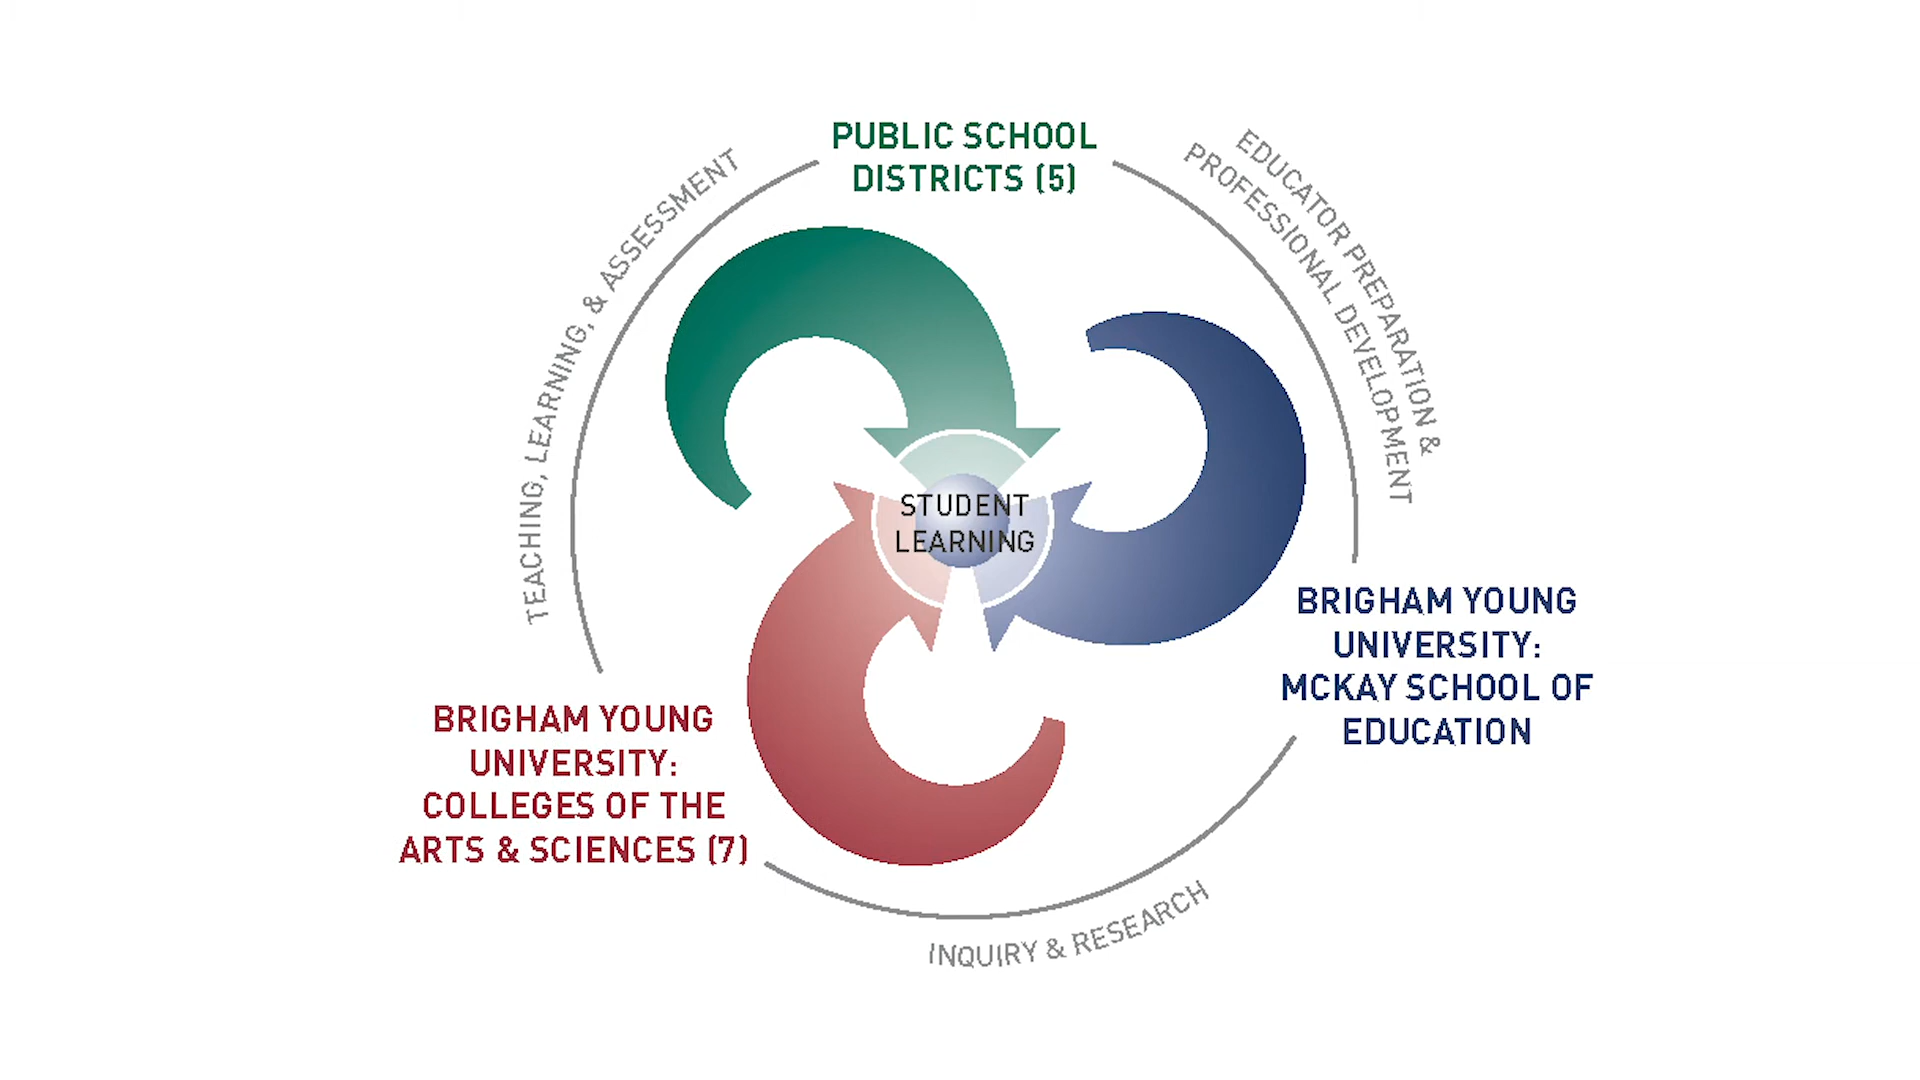 PUBLIC SCHOOL
DISTRICTS (5)
EDUCATOR PREPARATION &
PROFESSIONAL DEVELOPMENT
TEACHING, LEARNING, & ASSESSMENT
STUDENT
LEARNING
BRIGHAM YOUNG
UNIVERSITY:
MCKAY SCHOOL OF
EDUCATION
BRIGHAM YOUNG
UNIVERSITY:
COLLEGES OF THE
ARTS & SCIENCES (7)
INQUIRY & RESEARCH